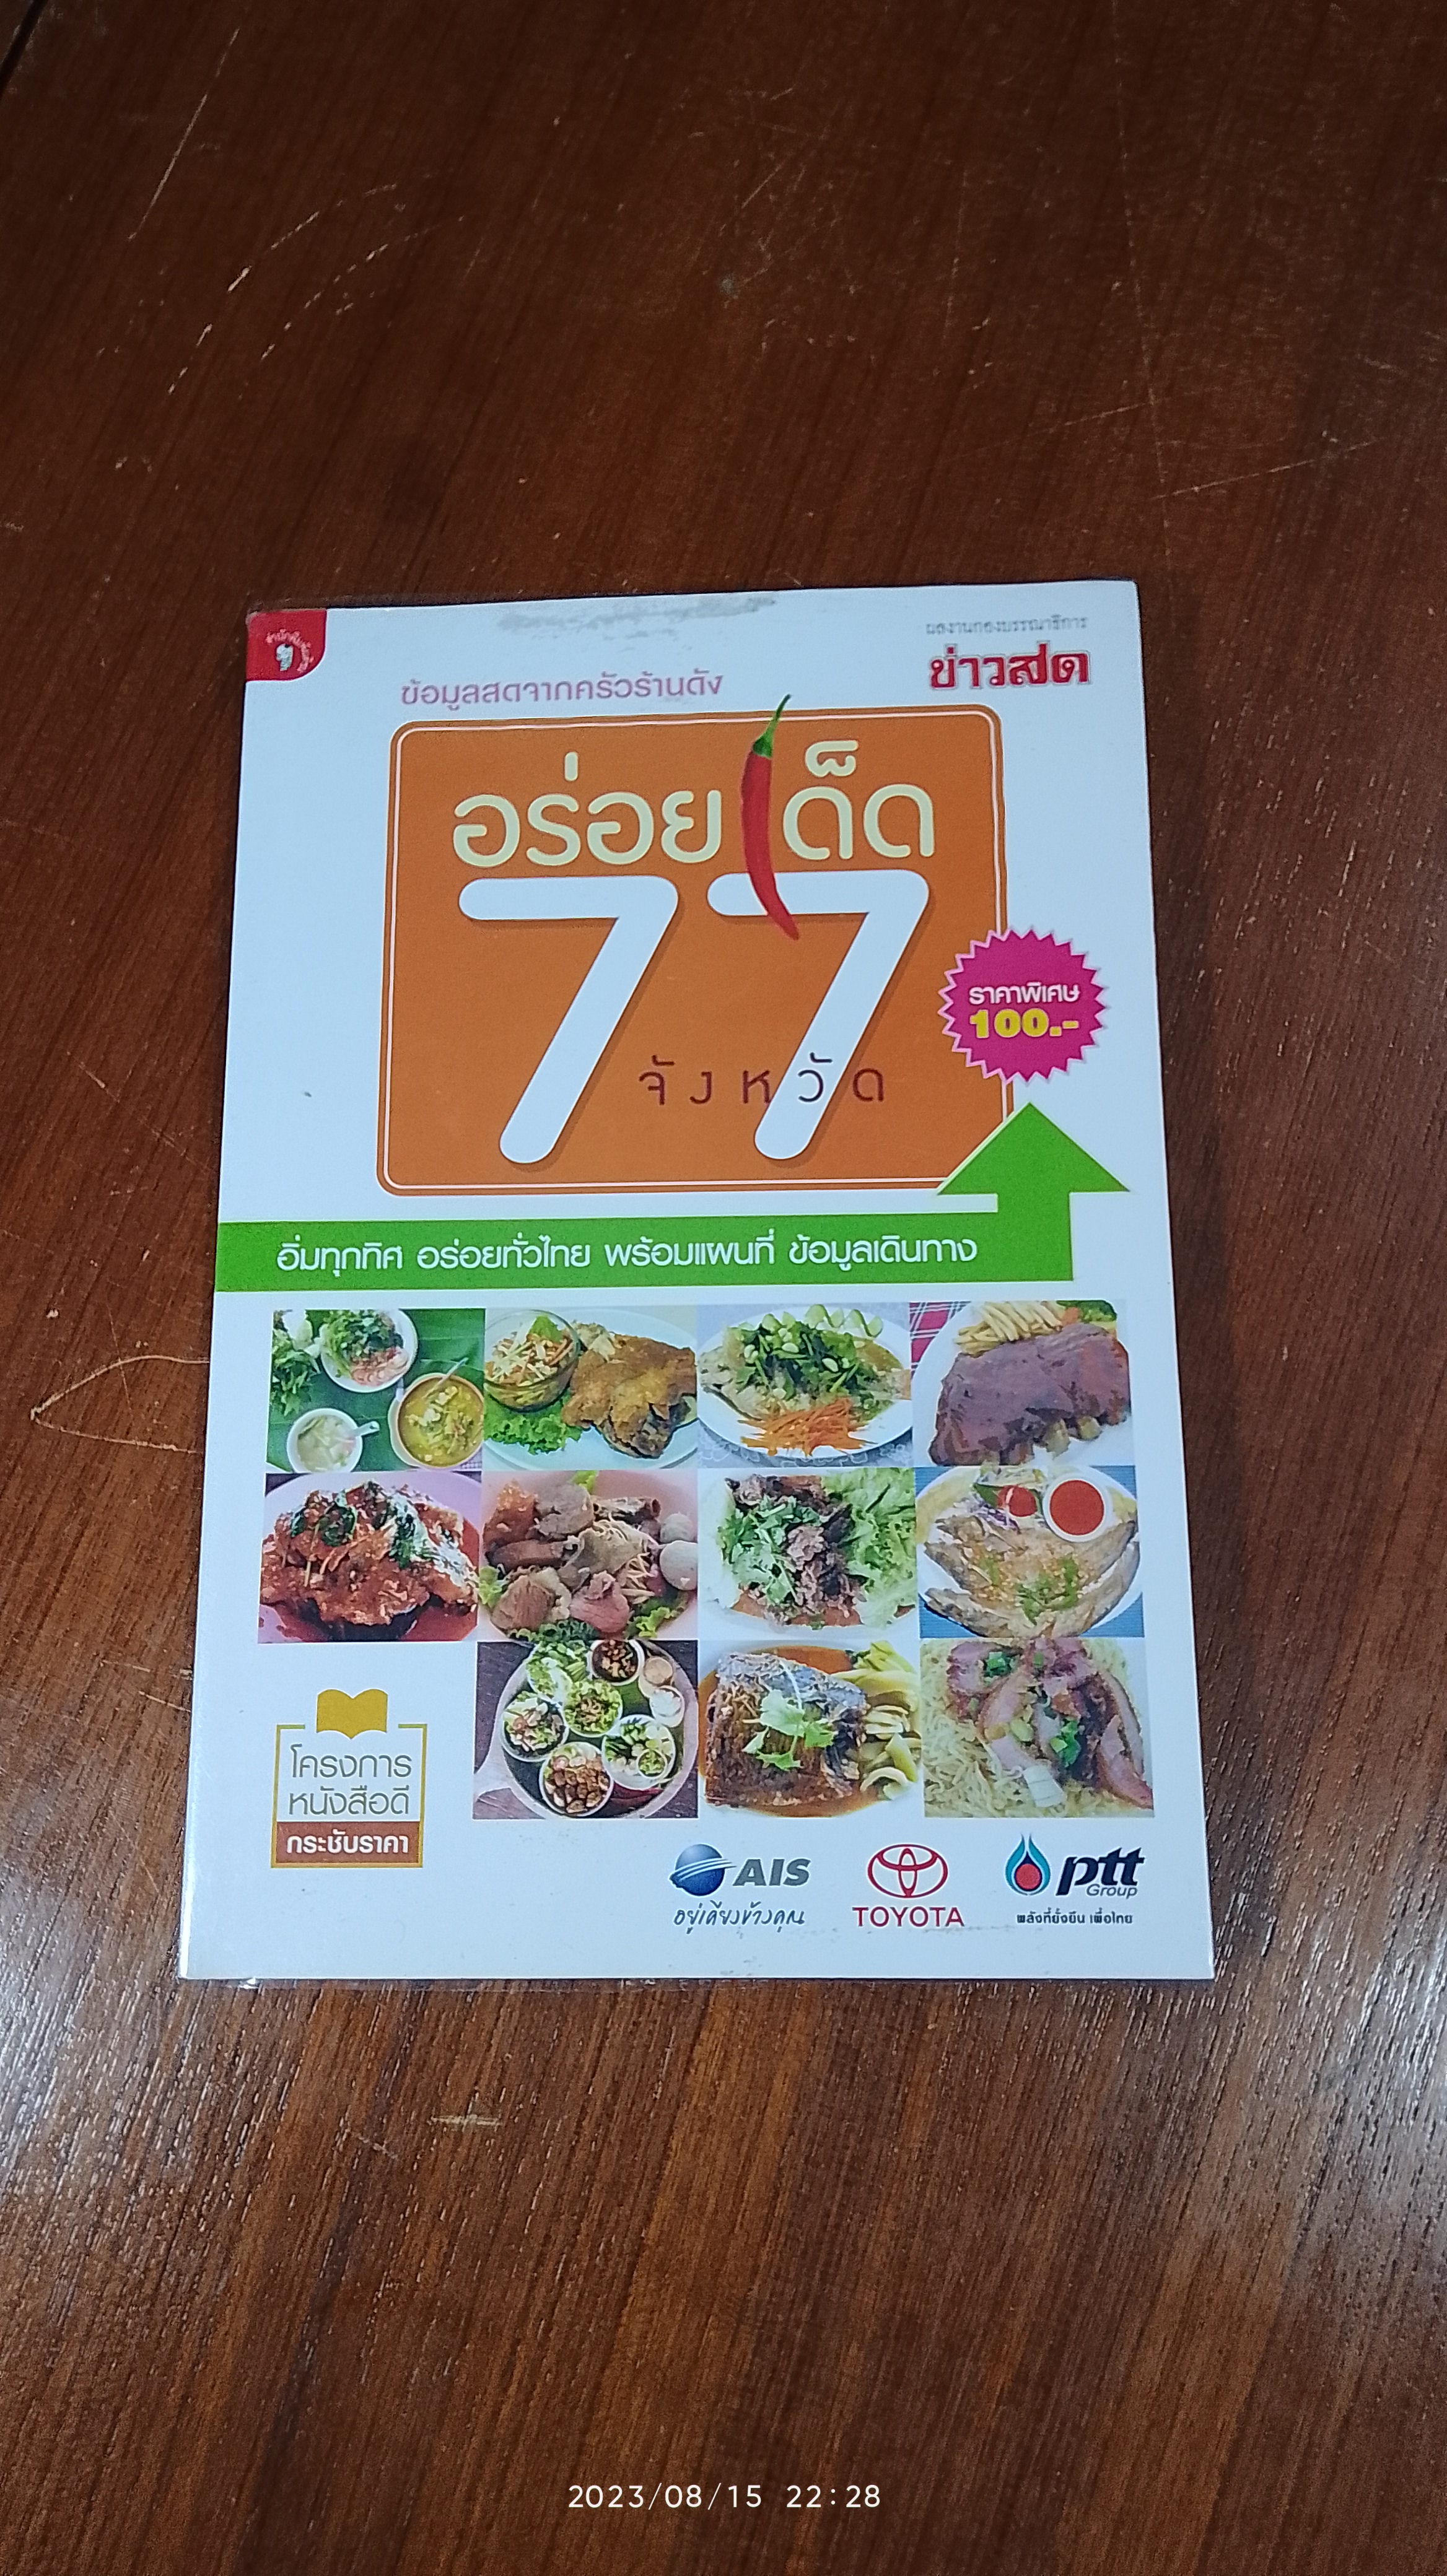 ผลงานกองบรรณาธิการ
ข่าวสด
ข้อมูลสดจากครัวร้านดัง
อร่อยเด็ด
77
จังหวัด
ราคาพิเศษ
100.-
อิ่มทุกทิศ อร่อยทั่วไทย พร้อมแผนที่ ข้อมูลเดินทาง
โครงการ
หนังสือดี
กระชับราคา
AIS
อยู่เคียงข้างคุณ
TOYOTA
ptt
Group
พลังที่ยั่งยืน เพื่อไทย
2023/08/15 22:28